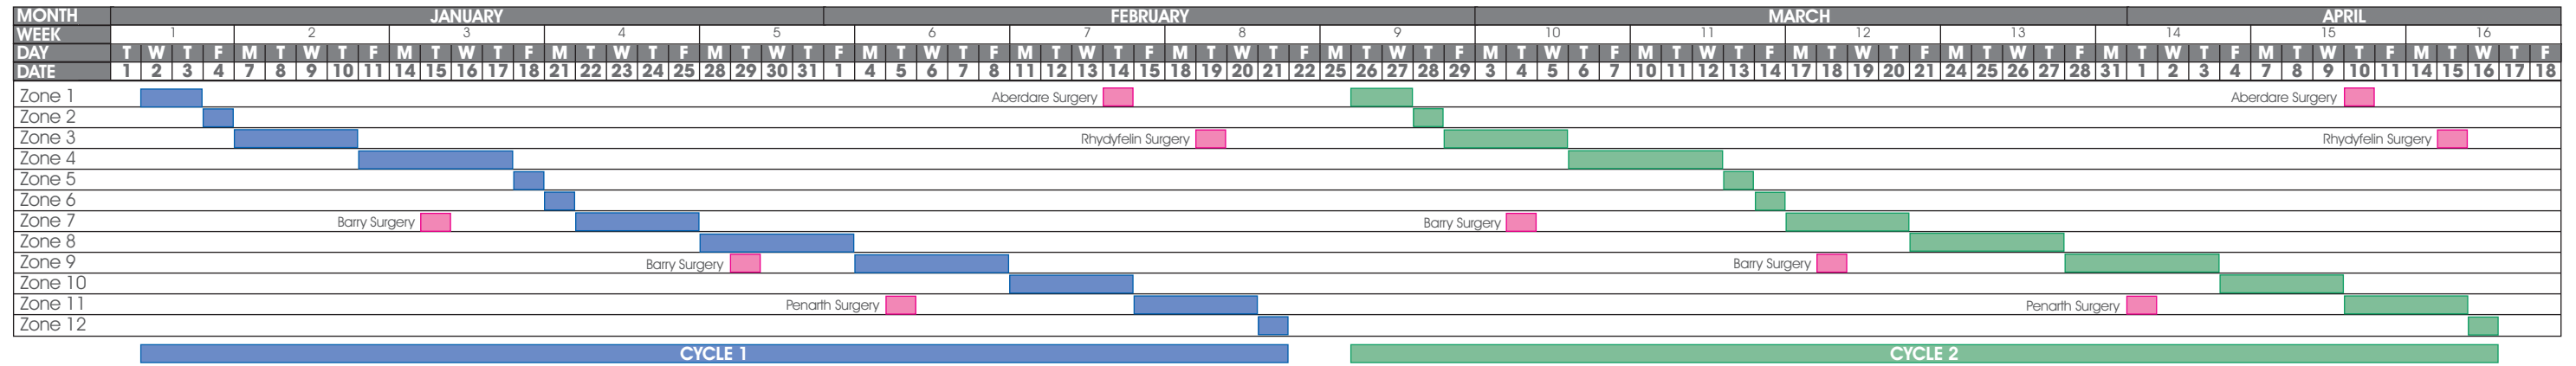 MONTH JANUARY FEBRUARY MARCH APRIL
WEEK 1 2 3 4 5 6 7 8 9 10 11 12 13 14 15 16
DAY T W T F M T W T F M T W T F M T W T F M T W T F M T W T F M T W T F M T W T F M T W T F M T W T F M T W T F M T W T F M T W T F M T W T F M T W T F M T W T F
DATE 1 2 3 4 7 8 9 10 11 14 15 16 17 18 21 22 23 24 25 28 29 30 31 1 4 5 6 7 8 11 12 13 14 15 18 19 20 21 22 25 26 27 28 29 3 4 5 6 7 10 11 12 13 14 17 18 19 20 21 24 25 26 27 28 31 1 2 3 4 7 8 9 10 11 14 15 16 17 18
Zone 1 Aberdare Surgery Aberdare Surgery
Zone 2
Zone 3 Rhydyfelin Surgery Rhydyfelin Surgery
Zone 4
Zone 5
Zone 6
Zone 7 Barry Surgery Barry Surgery
Zone 8
Zone 9 Barry Surgery Barry Surgery
Zone 10
Zone 11 Penarth Surgery Penarth Surgery
Zone 12
CYCLE 1 CYCLE 2